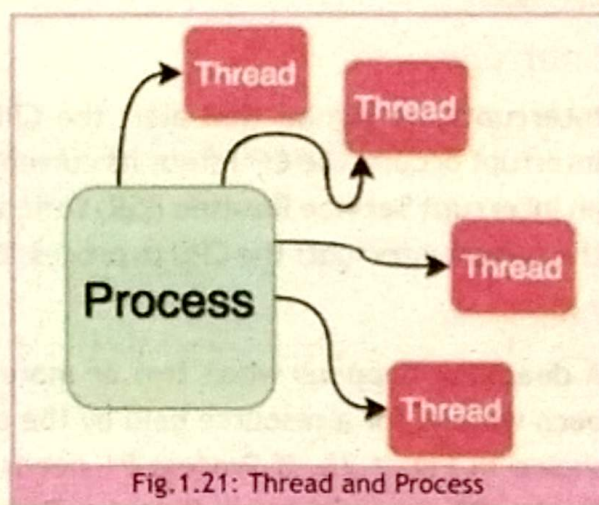 Thread
Thread
Thread
Process
Thread
Fig.1.21: Thread and Process